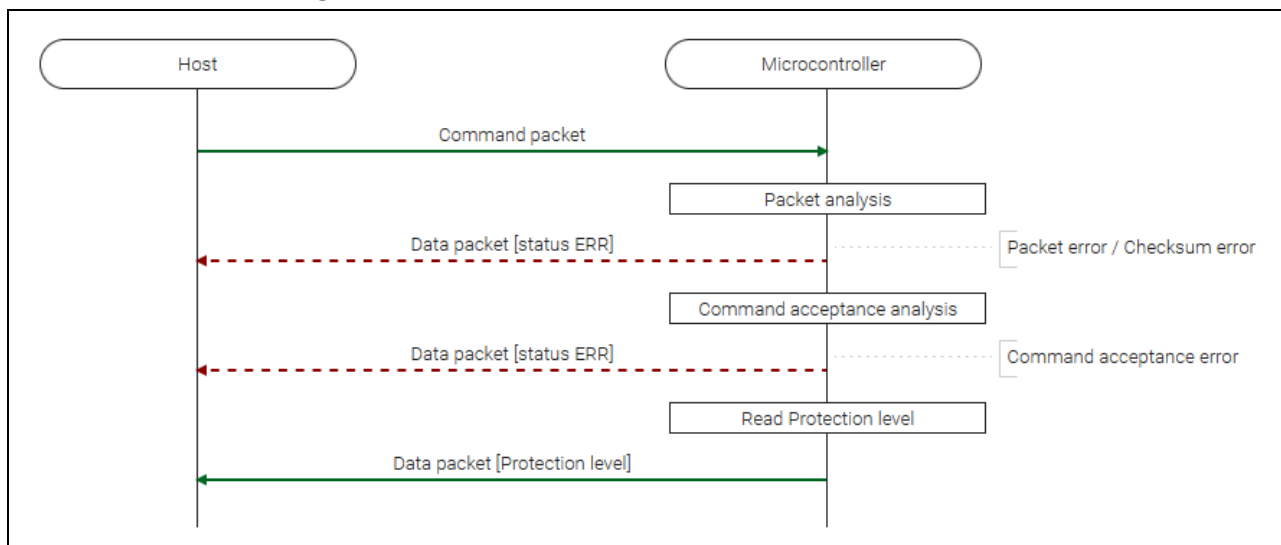 Host
Microcontroller
Command packet
Packet analysis
Data packet [status ERR]
Packet error / Checksum error
Command acceptance analysis
Data packet [status ERR]
Command acceptance error
Read Protection level
Data packet [Protection level]